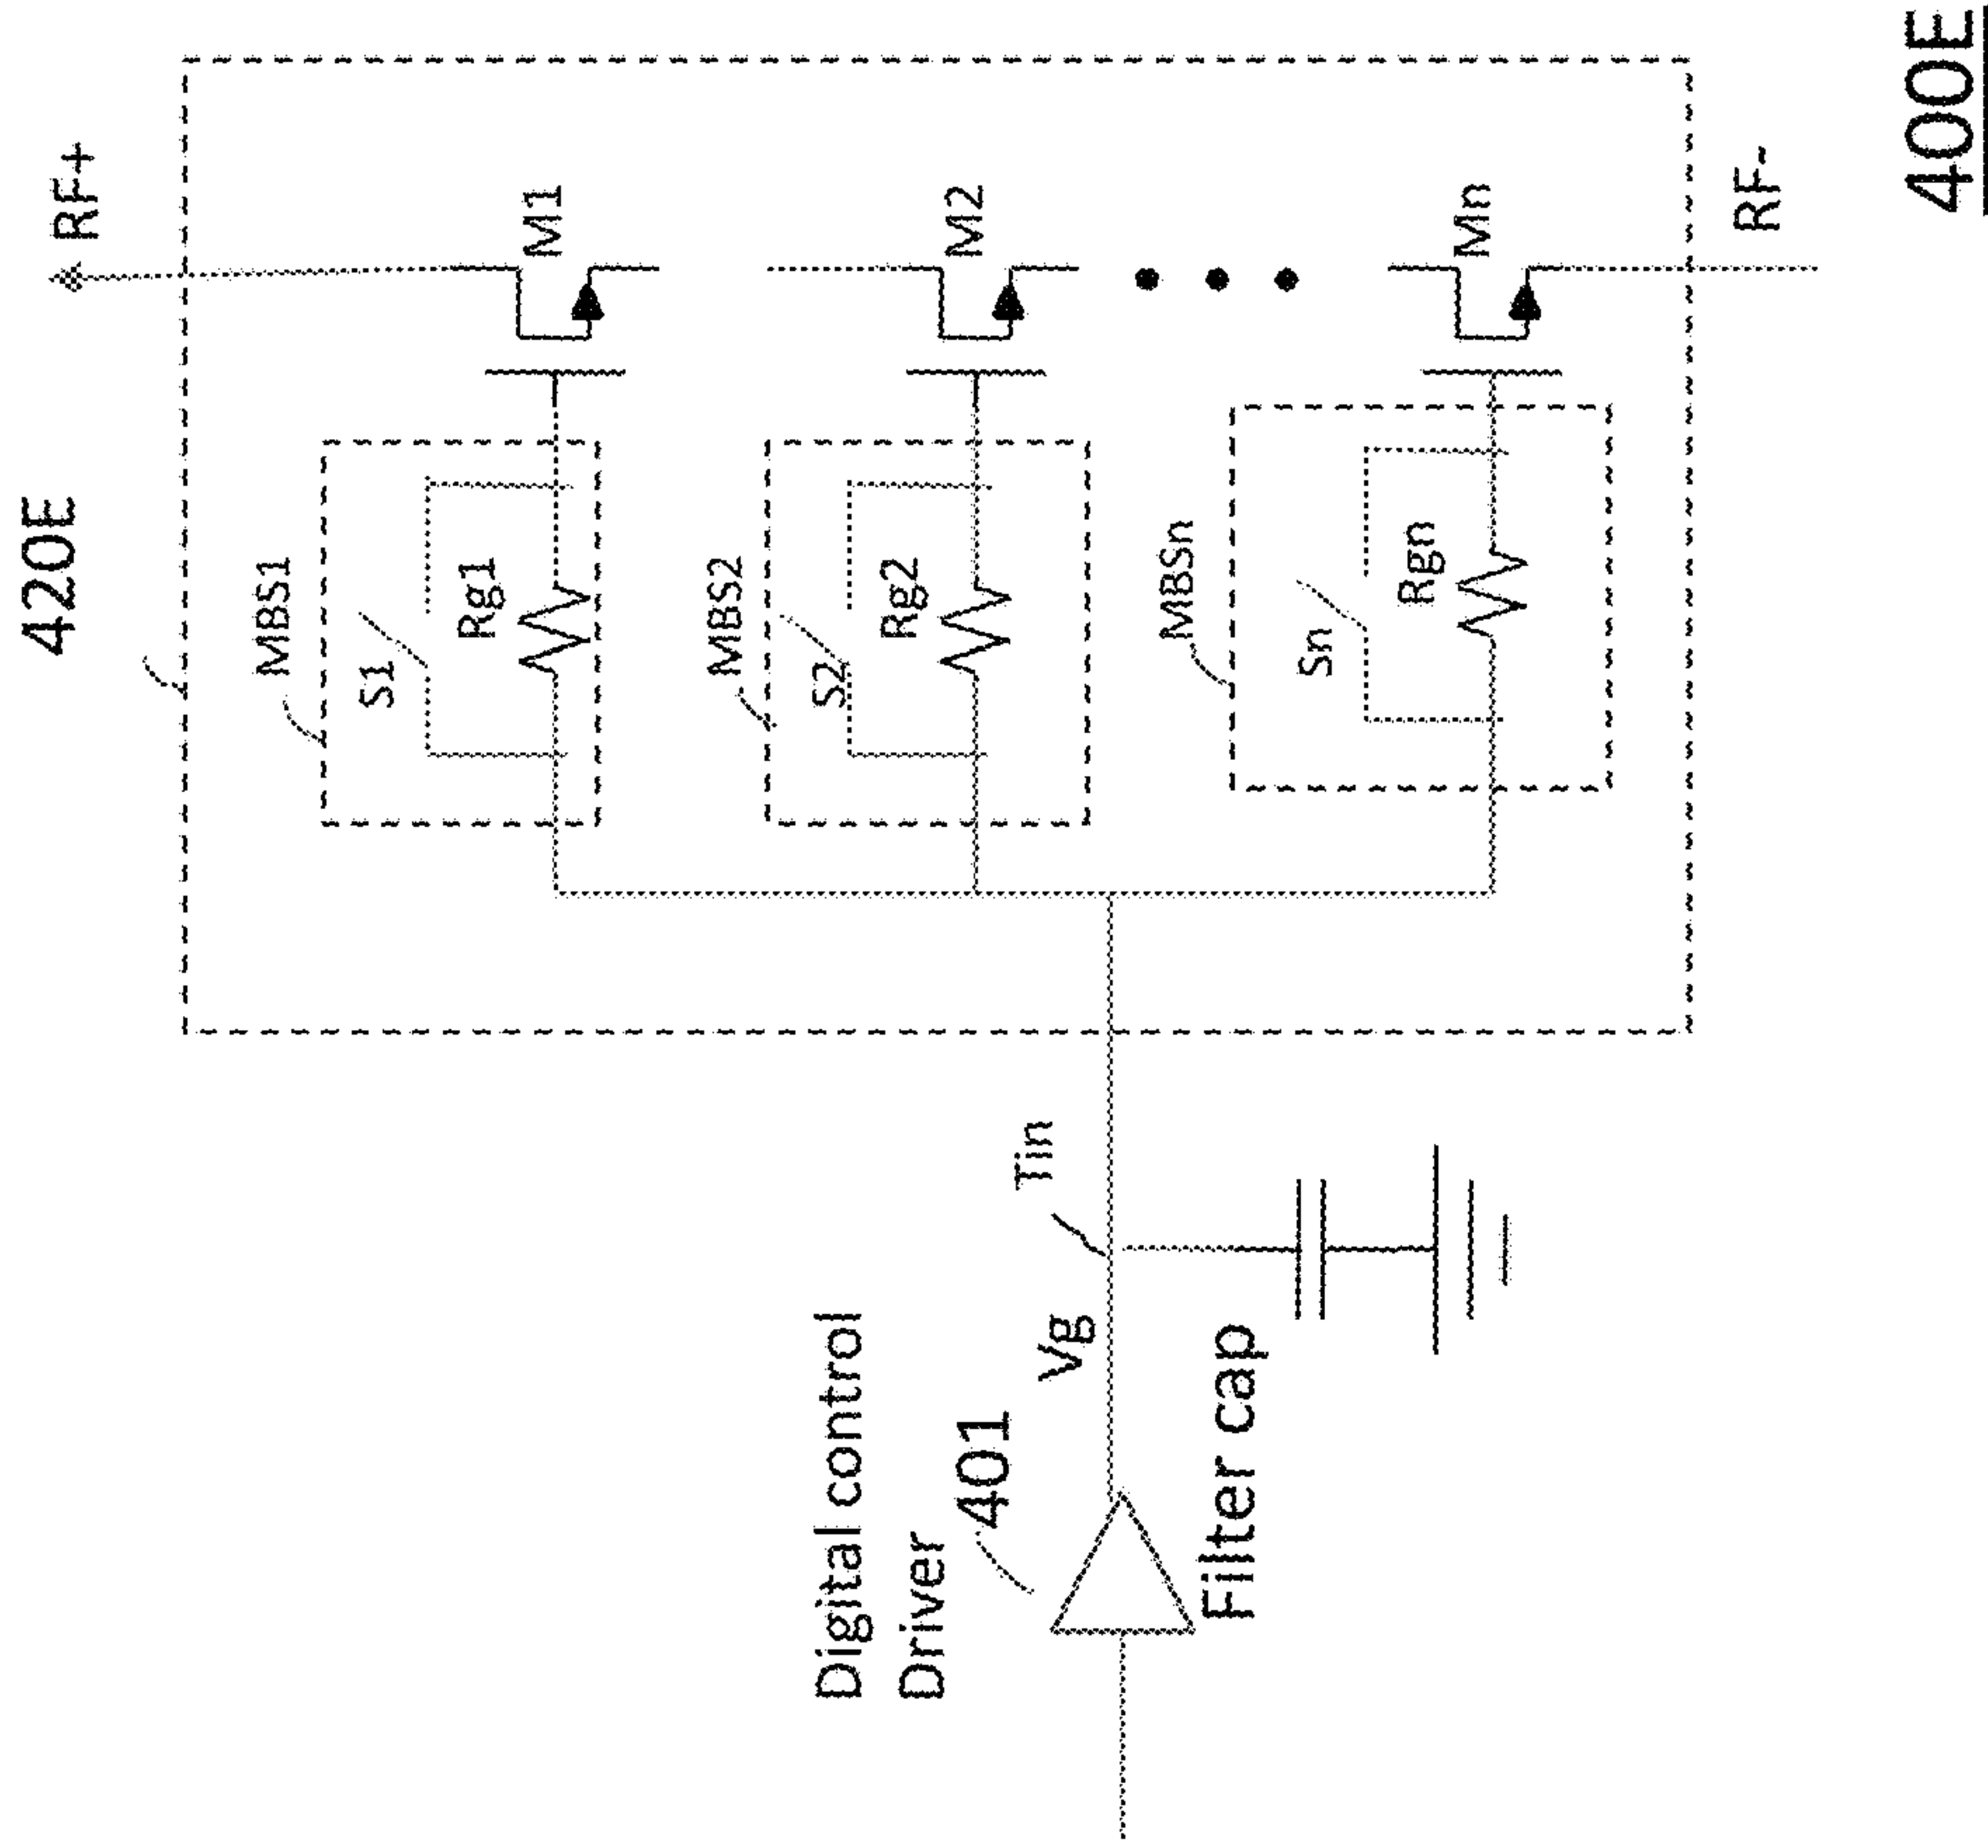 420E
RF+
MBS1
S1
Rg1
M1
MBS2
S2
Rg2
M2
MBSn
Sn
Rgn
Mn
RF-
Tin
Vg
Digital control
Driver
401
Filter cap
400E